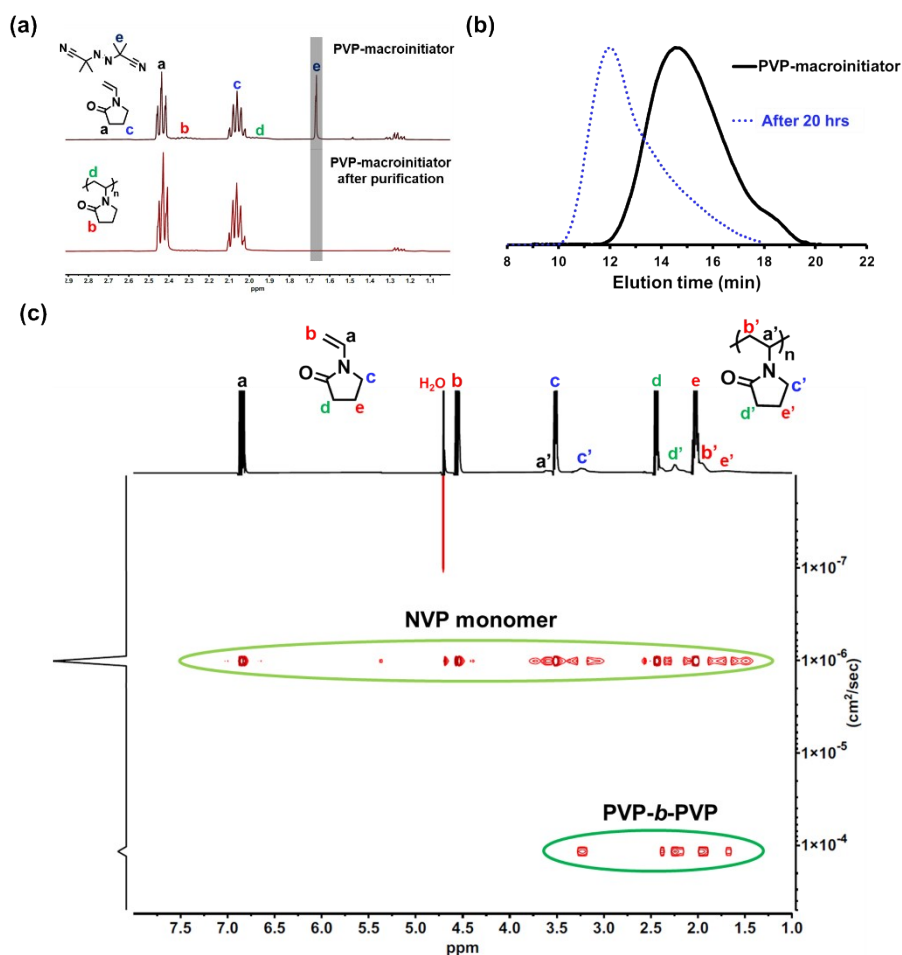 (a)
e
NC
N
N
CN
a
O
N
a
c
b
c
d
e
PVP-macroinitiator
d
n
O
N
b
PVP-macroinitiator
after purification
2.9 2.8 2.7 2.6 2.5 2.4 2.3 2.2 2.1 2.0 1.9 1.8 1.7 1.6 1.5 1.4 1.3 1.2 1.1
ppm
(b)
PVP-macroinitiator
After 20 hrs
8 10 12 14 16 18 20 22
Elution time (min)
(c)
b
a
O
N
c
d
e
b'
a'
n
O
N
c'
d'
e'
a
H₂O
b
c
a'
c'
d
d'
e
b'
e'
1×10⁻⁷
NVP monomer
1×10⁻⁶
(cm²/sec)
1×10⁻⁵
PVP-b-PVP
1×10⁻⁴
7.5 7.0 6.5 6.0 5.5 5.0 4.5 4.0 3.5 3.0 2.5 2.0 1.5 1.0
ppm